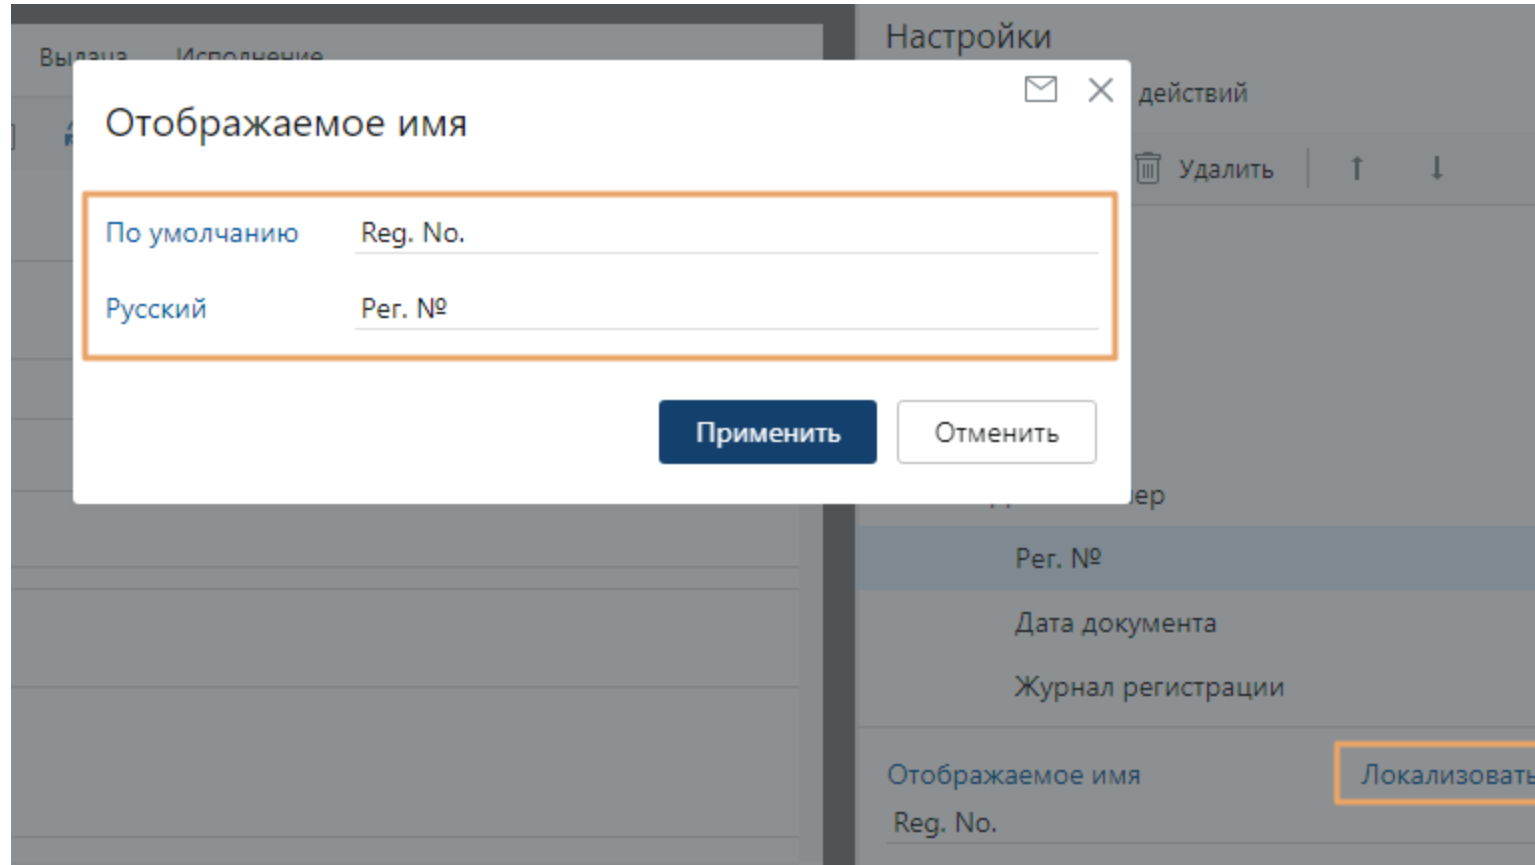 Настройки
Исполнение
действий
Отображаемое имя
Удалить
По умолчанию Reg. No.
Русский Рег. №
Применить Отменить
Рег. №
Дата документа
Журнал регистрации
Отображаемое имя Локализовать
Reg. No.